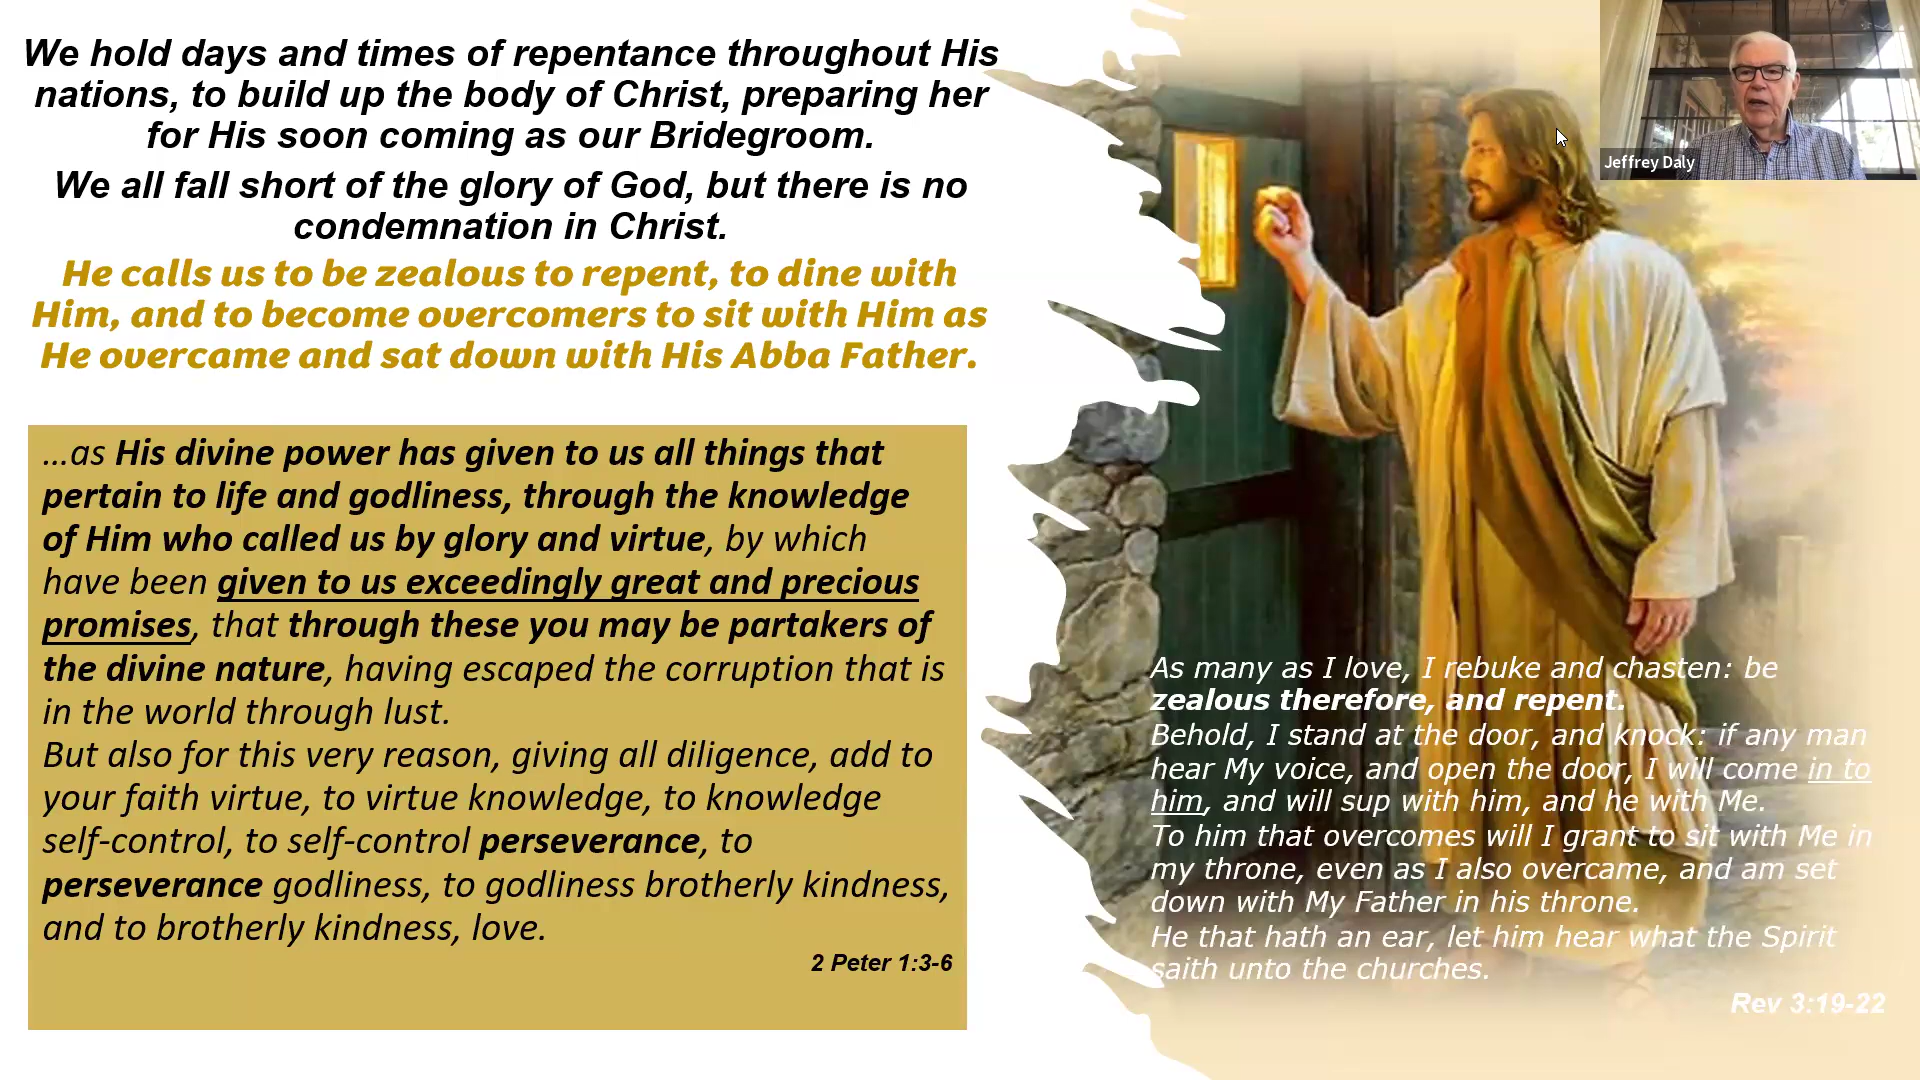 We hold days and times of repentance throughout His
nations, to build up the body of Christ, preparing her
for His soon coming as our Bridegroom.
We all fall short of the glory of God, but there is no
condemnation in Christ.
He calls us to be zealous to repent, to dine with
Him, and to become overcomers to sit with Him as
He overcame and sat down with His Abba Father.
...as His divine power has given to us all things that
pertain to life and godliness, through the knowledge
of Him who called us by glory and virtue, by which
have been given to us exceedingly great and precious
promises, that through these you may be partakers of
the divine nature, having escaped the corruption that is
in the world through lust.
But also for this very reason, giving all diligence, add to
your faith virtue, to virtue knowledge, to knowledge
self-control, to self-control perseverance, to
perseverance godliness, to godliness brotherly kindness,
and to brotherly kindness, love.
2 Peter 1:3-6
Jeffrey Daly
As many as I love, I rebuke and chasten: be
zealous therefore, and repent.
Behold, I stand at the door, and knock: if any man
hear My voice, and open the door, I will come in to
him, and will sup with him, and he with Me.
To him that overcomes will I grant to sit with Me in
my throne, even as I also overcame, and am set
down with My Father in his throne.
He that hath an ear, let him hear what the Spirit
saith unto the churches.
Rev 3:19-22